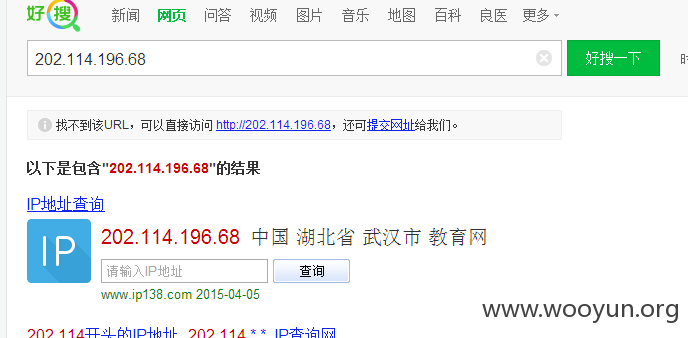 好搜 新闻 网页 问答 视频 图片 音乐 地图 百科 良医 更多
202.114.196.68 好搜一下
找不到该URL，可以直接访问 http://202.114.196.68，还可提交网址给我们。
以下是包含"202.114.196.68"的结果
IP地址查询
IP 202.114.196.68 中国 湖北省 武汉市 教育网
请输入IP地址 查询
www.ip138.com 2015-04-05
www.wooyun.org
202.114开头的IP地址_202.114.*.*_IP查询网